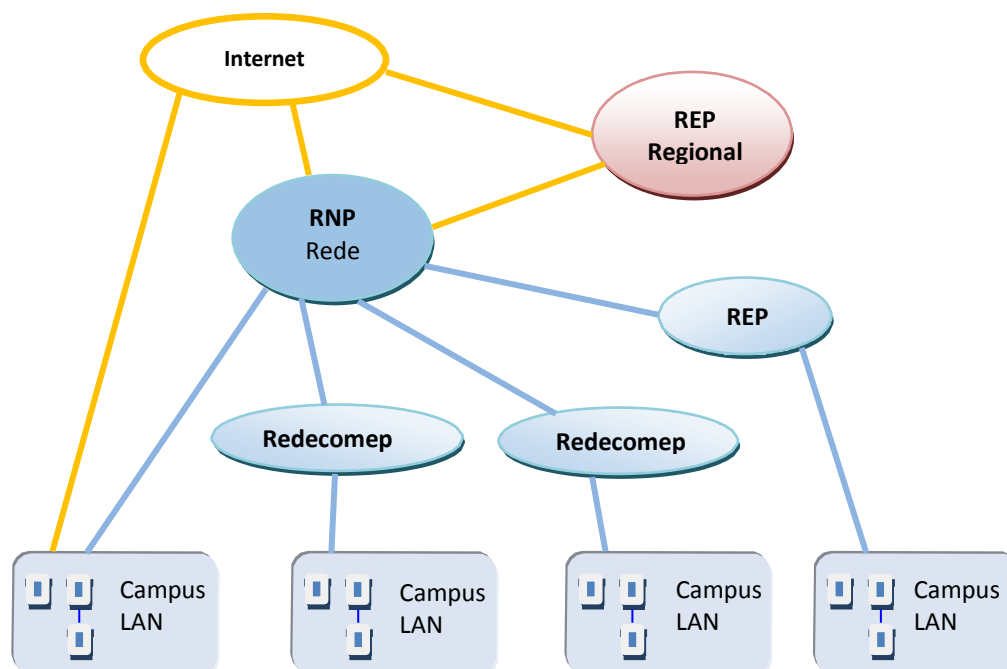 Internet
REP
Regional
RNP
Rede
REP
Redecomep
Redecomep
Campus
LAN
Campus
LAN
Campus
LAN
Campus
LAN